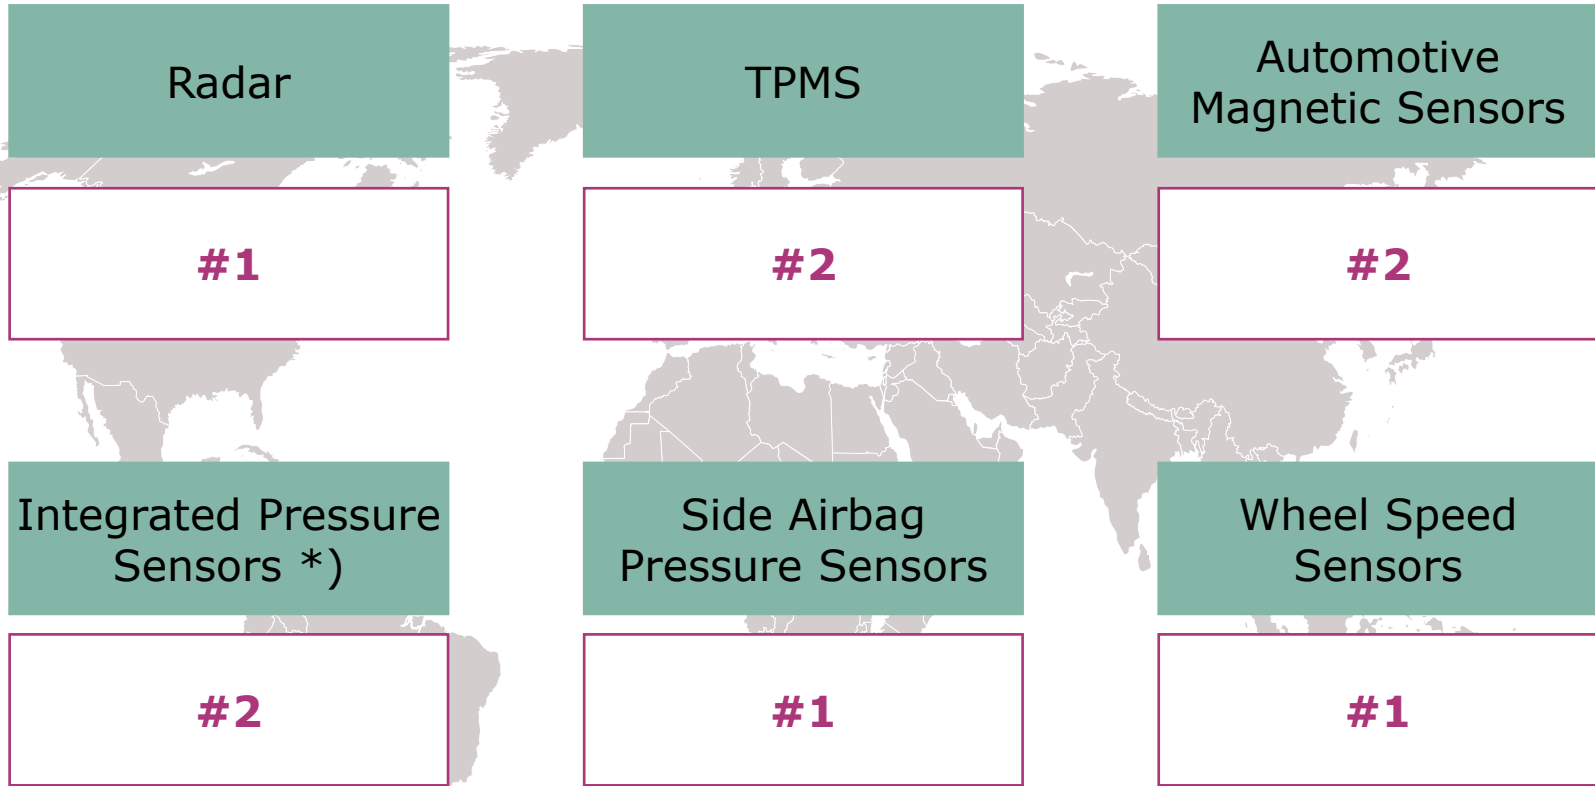 Radar
#1
TPMS
#2
Automotive
Magnetic Sensors
#2
Integrated Pressure
Sensors *)
#2
Side Airbag
Pressure Sensors
#1
Wheel Speed
Sensors
#1